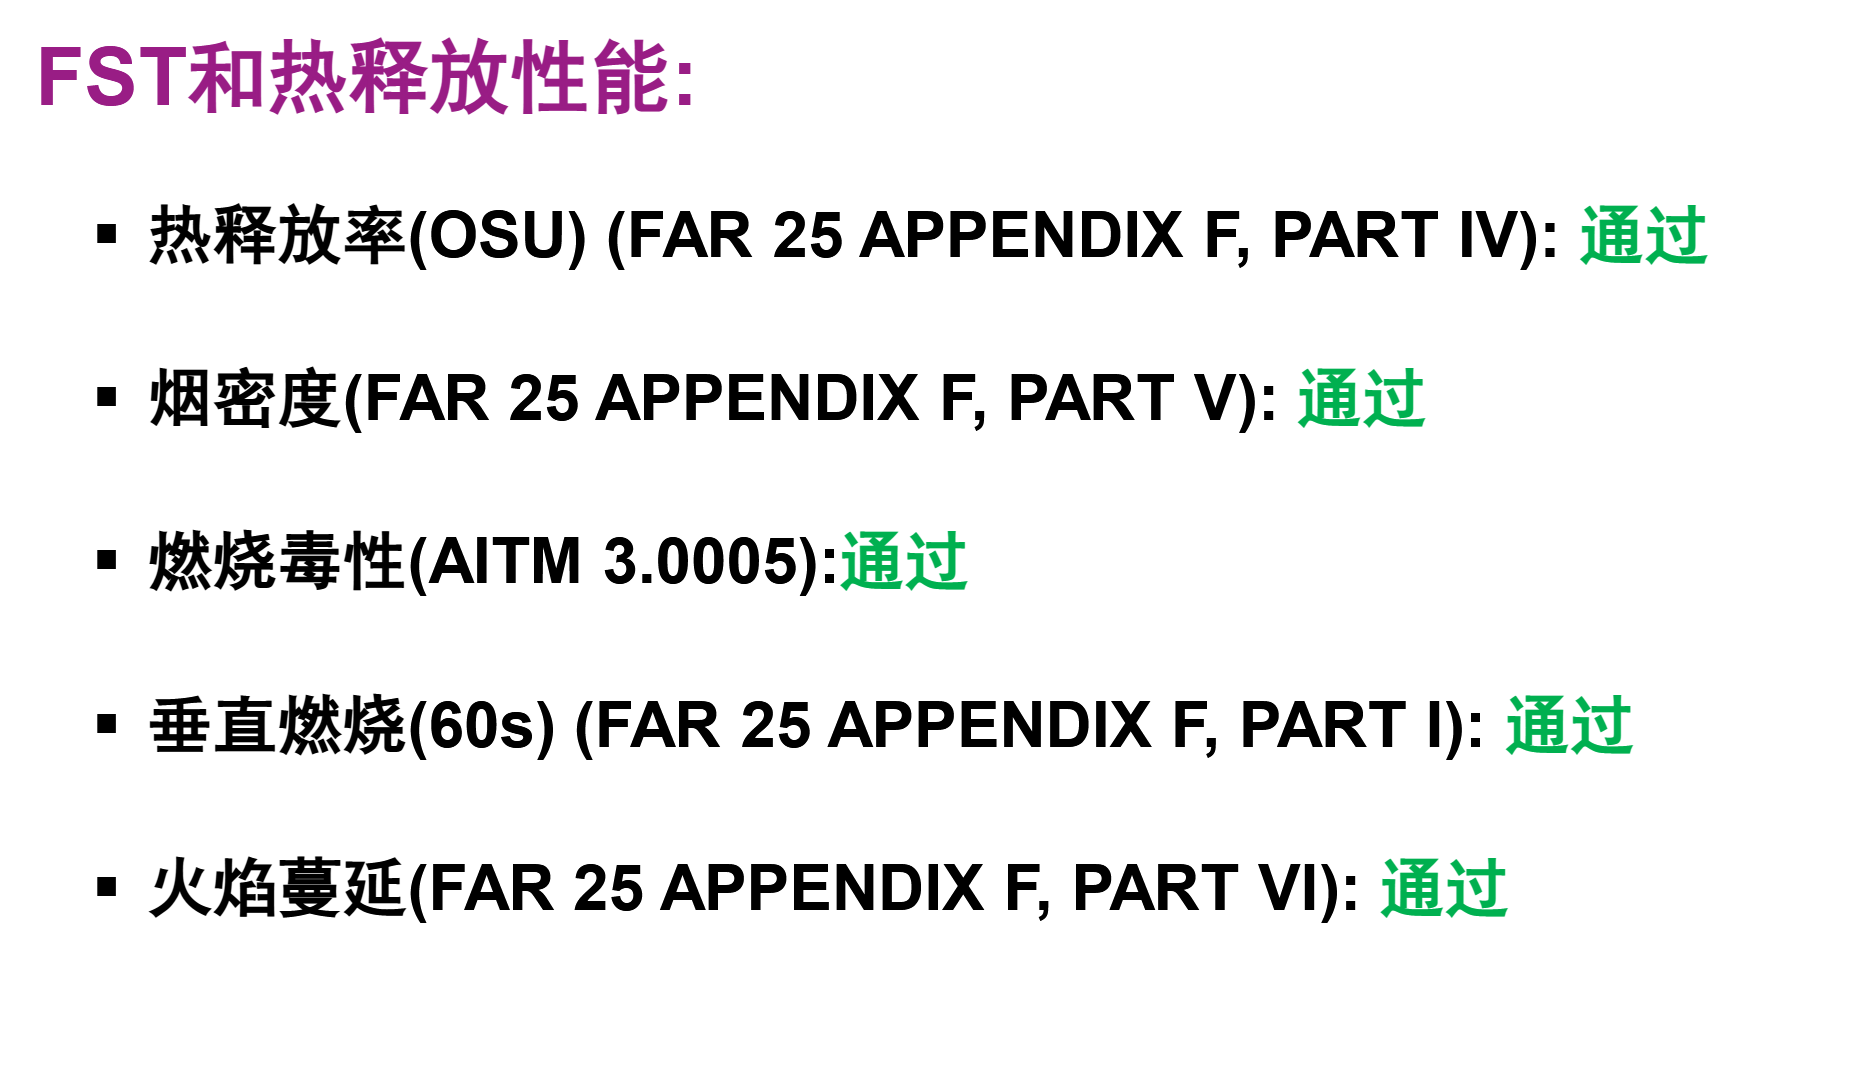 FST和热释放性能:
▪ 热释放率(OSU) (FAR 25 APPENDIX F, PART IV): 通过
▪ 烟密度(FAR 25 APPENDIX F, PART V): 通过
▪ 燃烧毒性(AITM 3.0005):通过
▪ 垂直燃烧(60s) (FAR 25 APPENDIX F, PART I): 通过
▪ 火焰蔓延(FAR 25 APPENDIX F, PART VI): 通过